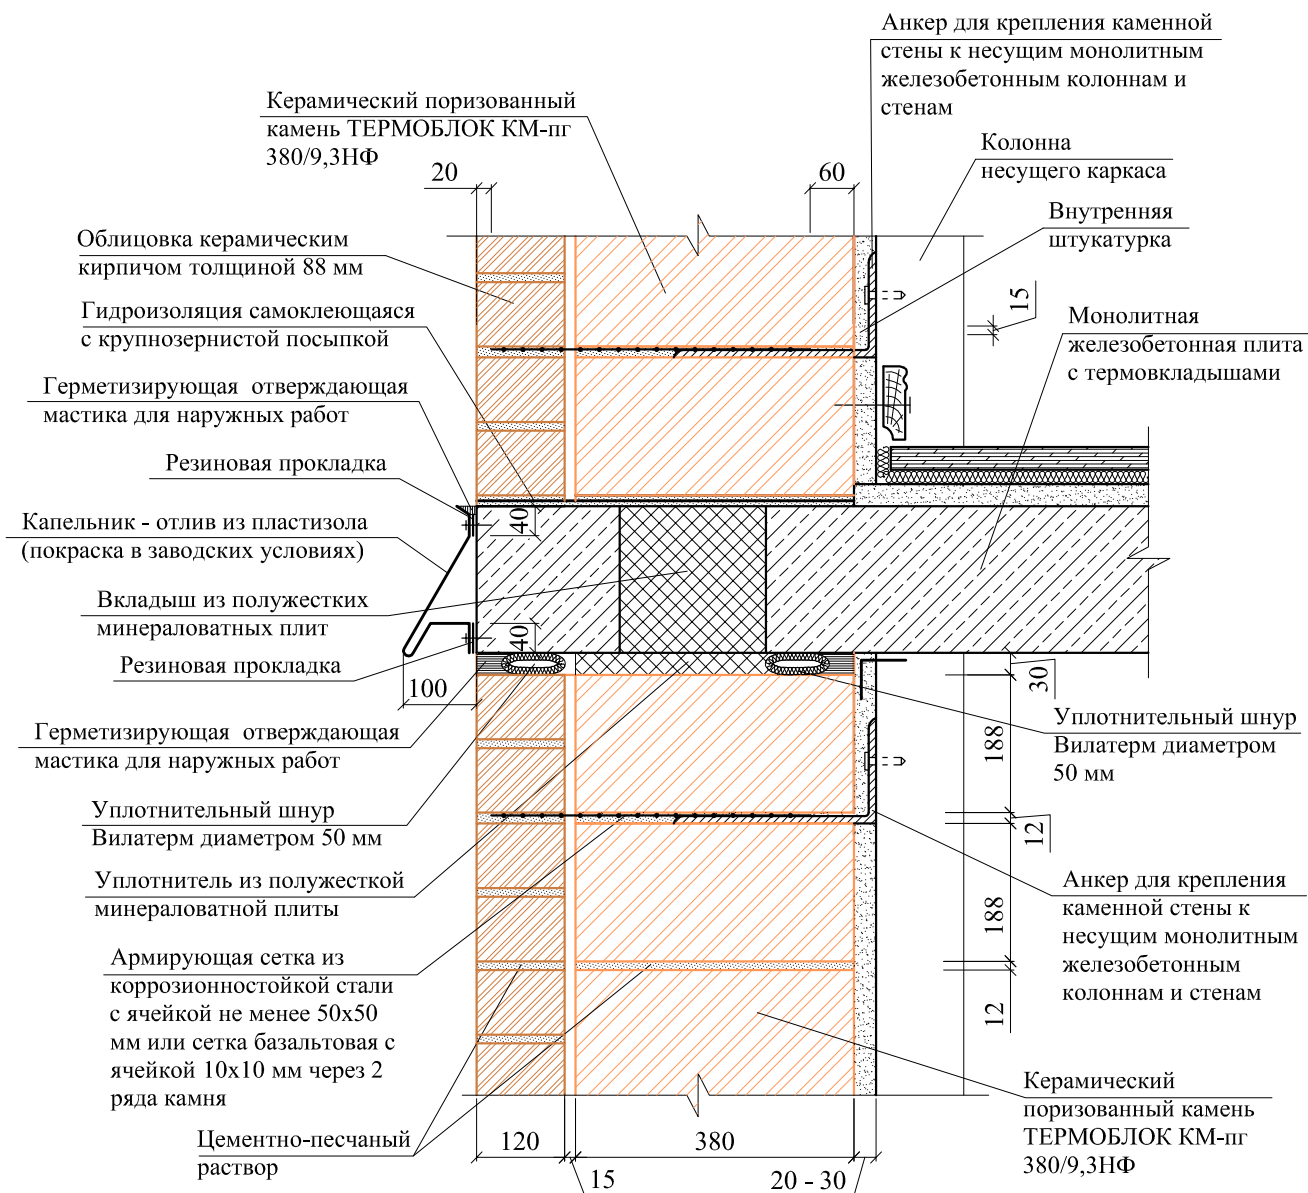 Анкер для крепления каменной
стены к несущим монолитным
железобетонным колоннам и
стенам
Керамический поризованный
камень ТЕРМОБЛОК КМ-пг
380/9,3НФ
Колонна
несущего каркаса
20
60
Внутренняя
штукатурка
Облицовка керамическим
кирпичом толщиной 88 мм
Гидроизоляция самоклеющаяся
с крупнозернистой посыпкой
15
Монолитная
железобетонная плита
с термовкладышами
Герметизирующая отверждающая
мастика для наружных работ
Резиновая прокладка
Капельник - отлив из пластизола
(покраска в заводских условиях)
40
Вкладыш из полужестких
минераловатных плит
40
Резиновая прокладка
100
30
Герметизирующая отверждающая
мастика для наружных работ
Уплотнительный шнур
Вилатерм диаметром
50 мм
188
Уплотнительный шнур
Вилатерм диаметром 50 мм
12
Уплотнитель из полужесткой
минераловатной плиты
Анкер для крепления
каменной стены к
несущим монолитным
железобетонным
колоннам и стенам
188
Армирующая сетка из
коррозионностойкой стали
с ячейкой не менее 50х50
мм или сетка базальтовая с
ячейкой 10х10 мм через 2
ряда камня
12
Керамический
поризованный камень
ТЕРМОБЛОК КМ-пг
380/9,3НФ
Цементно-песчаный
раствор
120
380
15
20 - 30